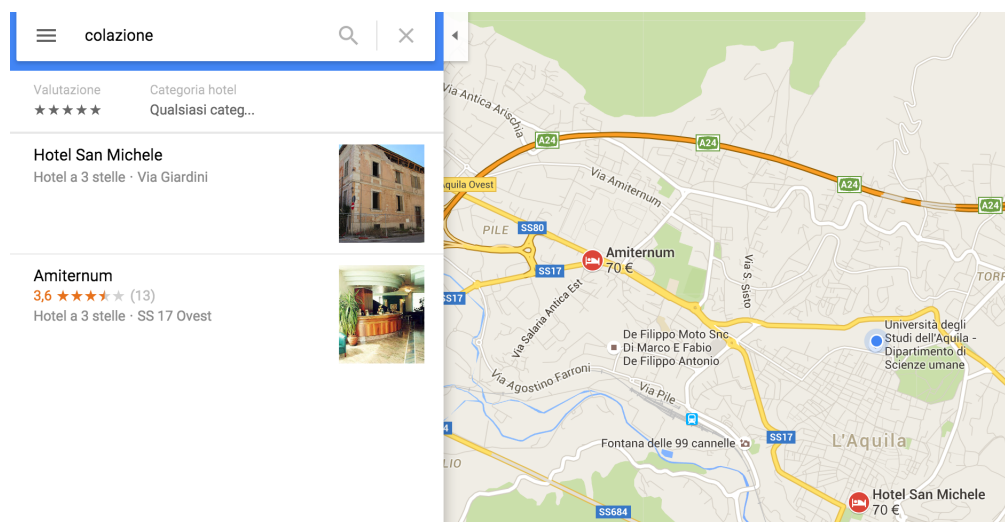 colazione
Valutazione
Categoria hotel
Qualsiasi categ...
Hotel San Michele
Hotel a 3 stelle · Via Giardini
Amiternum
3,6 (13)
Hotel a 3 stelle · SS 17 Ovest
Via Antica Arischia
A24
A24
A24
A24
quila Ovest
Via Amiternum
PILE
SS80
SS17
Amiternum
70 €
Via S. Sisto
TORR
SS17
Via Salaria Antica Est
De Filippo Moto Snc
Di Marco E Fabio
De Filippo Antonio
Università degli
Studi dell'Aquila -
Dipartimento di
Scienze umane
Via Agostino Farroni
Via Pile
4
Fontana delle 99 cannelle
SS17
L'Aquila
LIO
Hotel San Michele
70 €
SS684